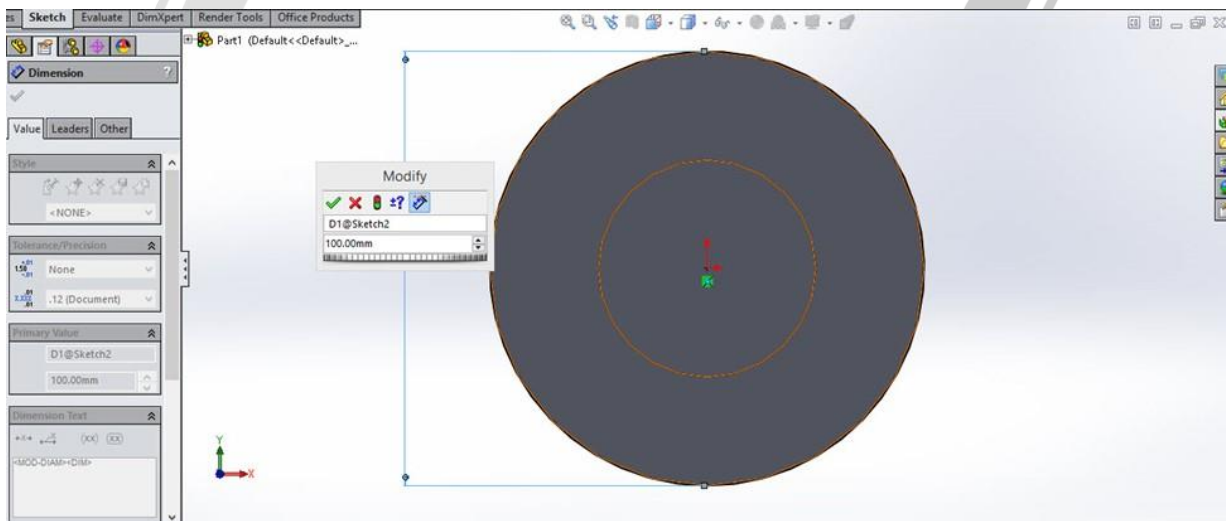 es Sketch Evaluate DimXpert Render Tools Office Products
Part1 (Default<<Default>_...
Dimension ?
Value Leaders Other
Style
<NONE>
Tolerance/Precision
None
.12 (Document)
Primary Value
D1@Sketch2
100.00mm
Dimension Text
(xx) (xx)
<MOD-DIAM><DIM>
Modify
±?
D1@Sketch2
100.00mm
Y
X